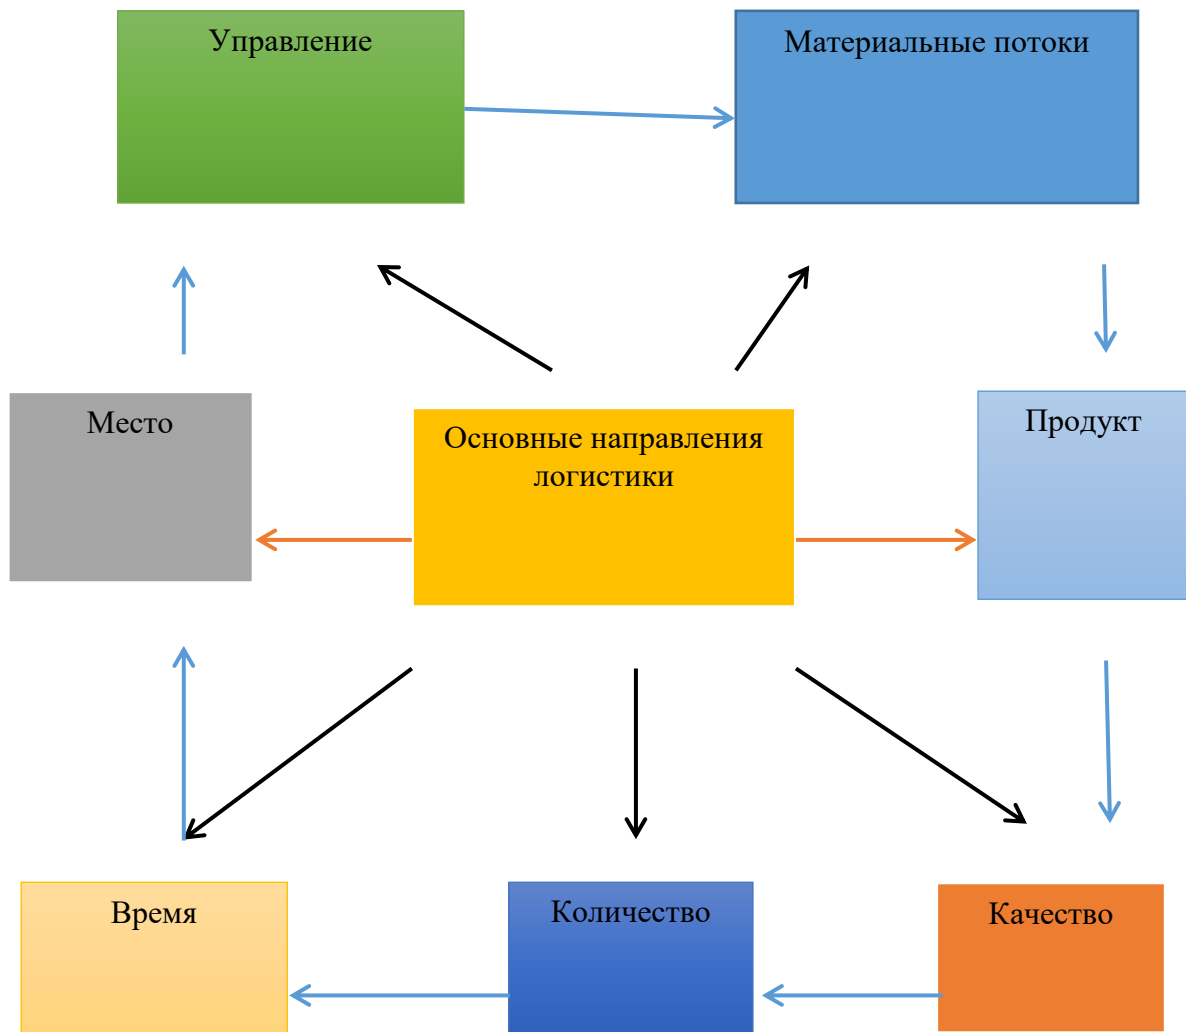 Управление
Материальные потоки
Место
Основные направления
логистики
Продукт
Время
Количество
Качество